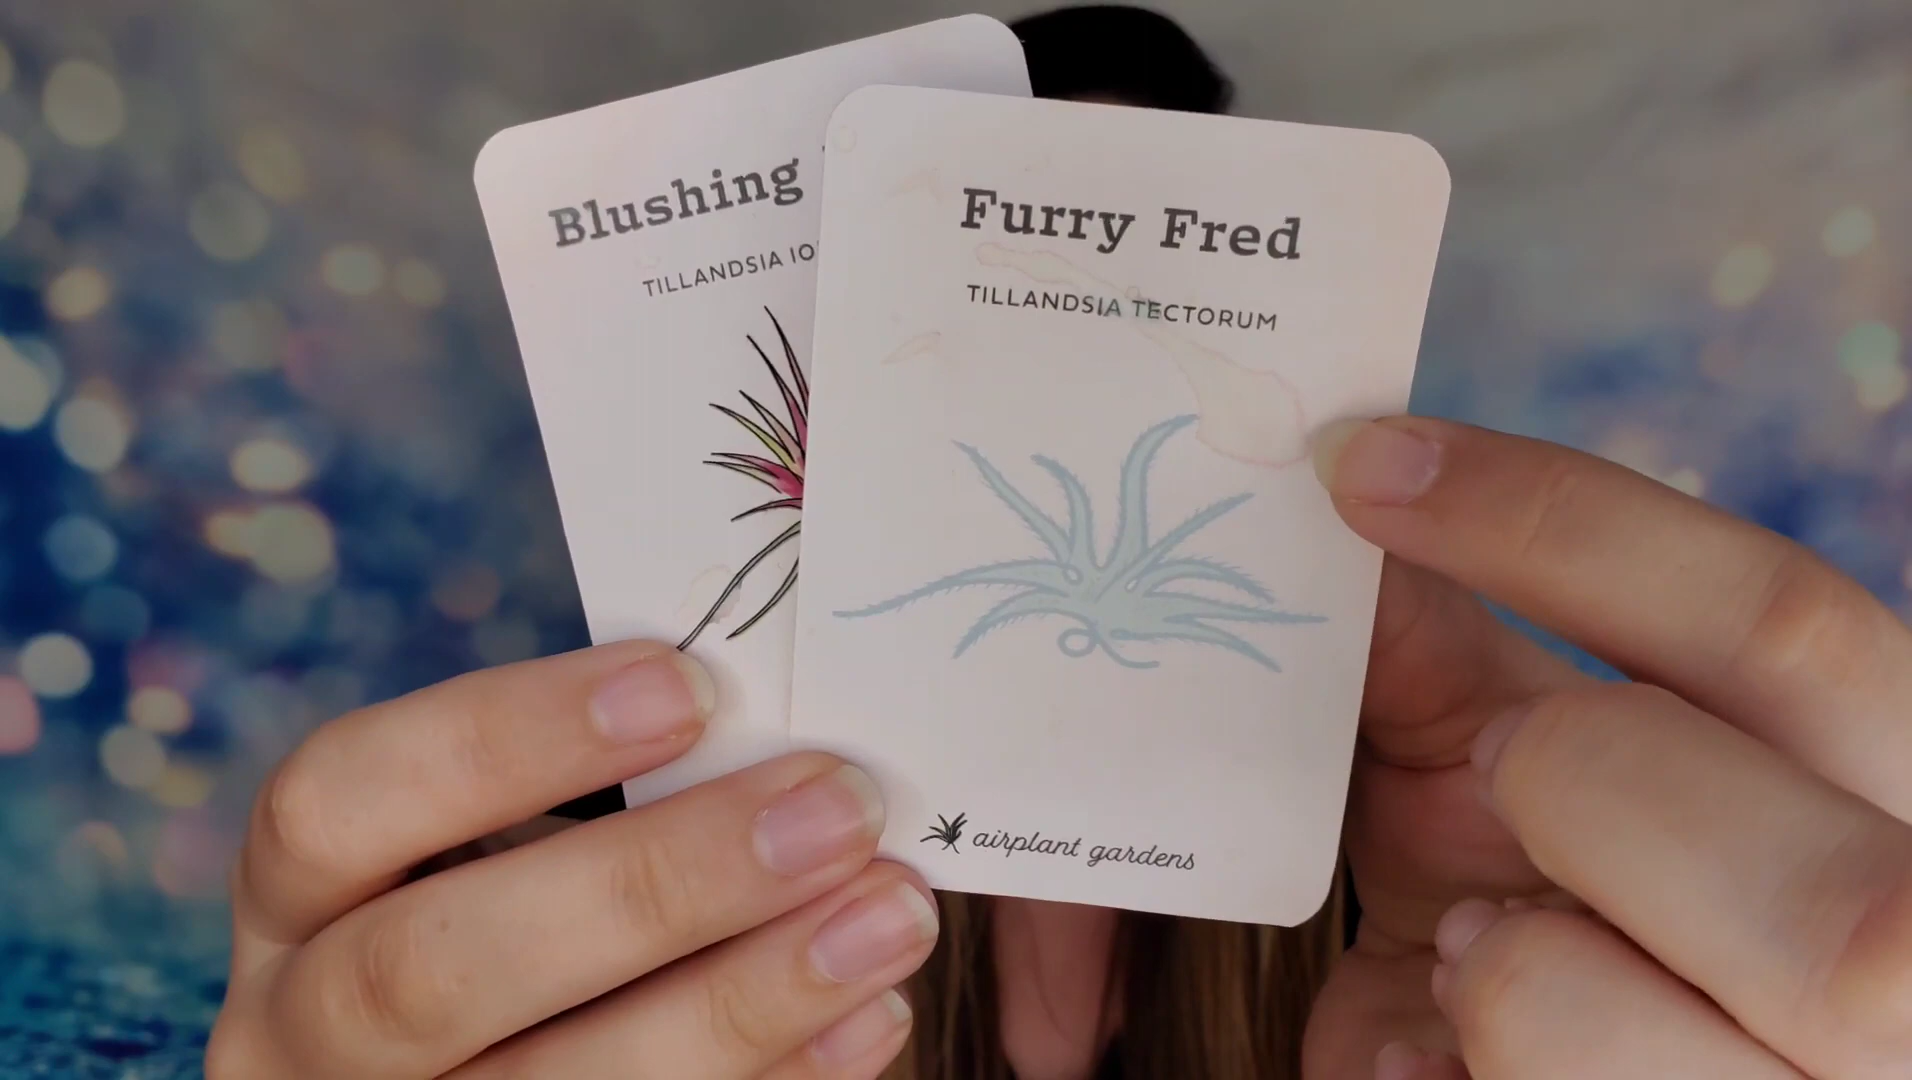 Blushing
TILLANDSIA IO
Furry Fred
TILLANDSIA TECTORUM
airplant gardens